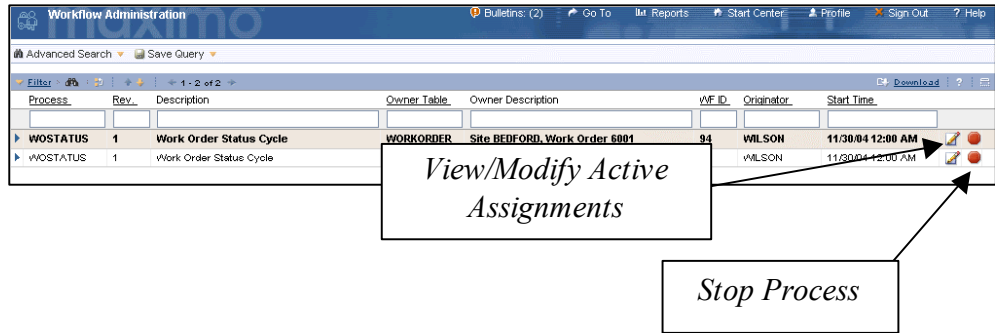 Workflow Administration
Bulletins: (2) Go To Reports Start Center Profile Sign Out ? Help
maximo
Advanced Search Save Query
Filter 1 - 2 of 2 Download ?
Process Rev. Description Owner Table Owner Description WF ID Originator Start Time
WOSTATUS 1 Work Order Status Cycle WORKORDER Site BEDFORD, Work Order 6001 94 WILSON 11/30/04 12:00 AM
WOSTATUS 1 Work Order Status Cycle WILSON 11/30/04 12:00 AM
View/Modify Active
Assignments
Stop Process